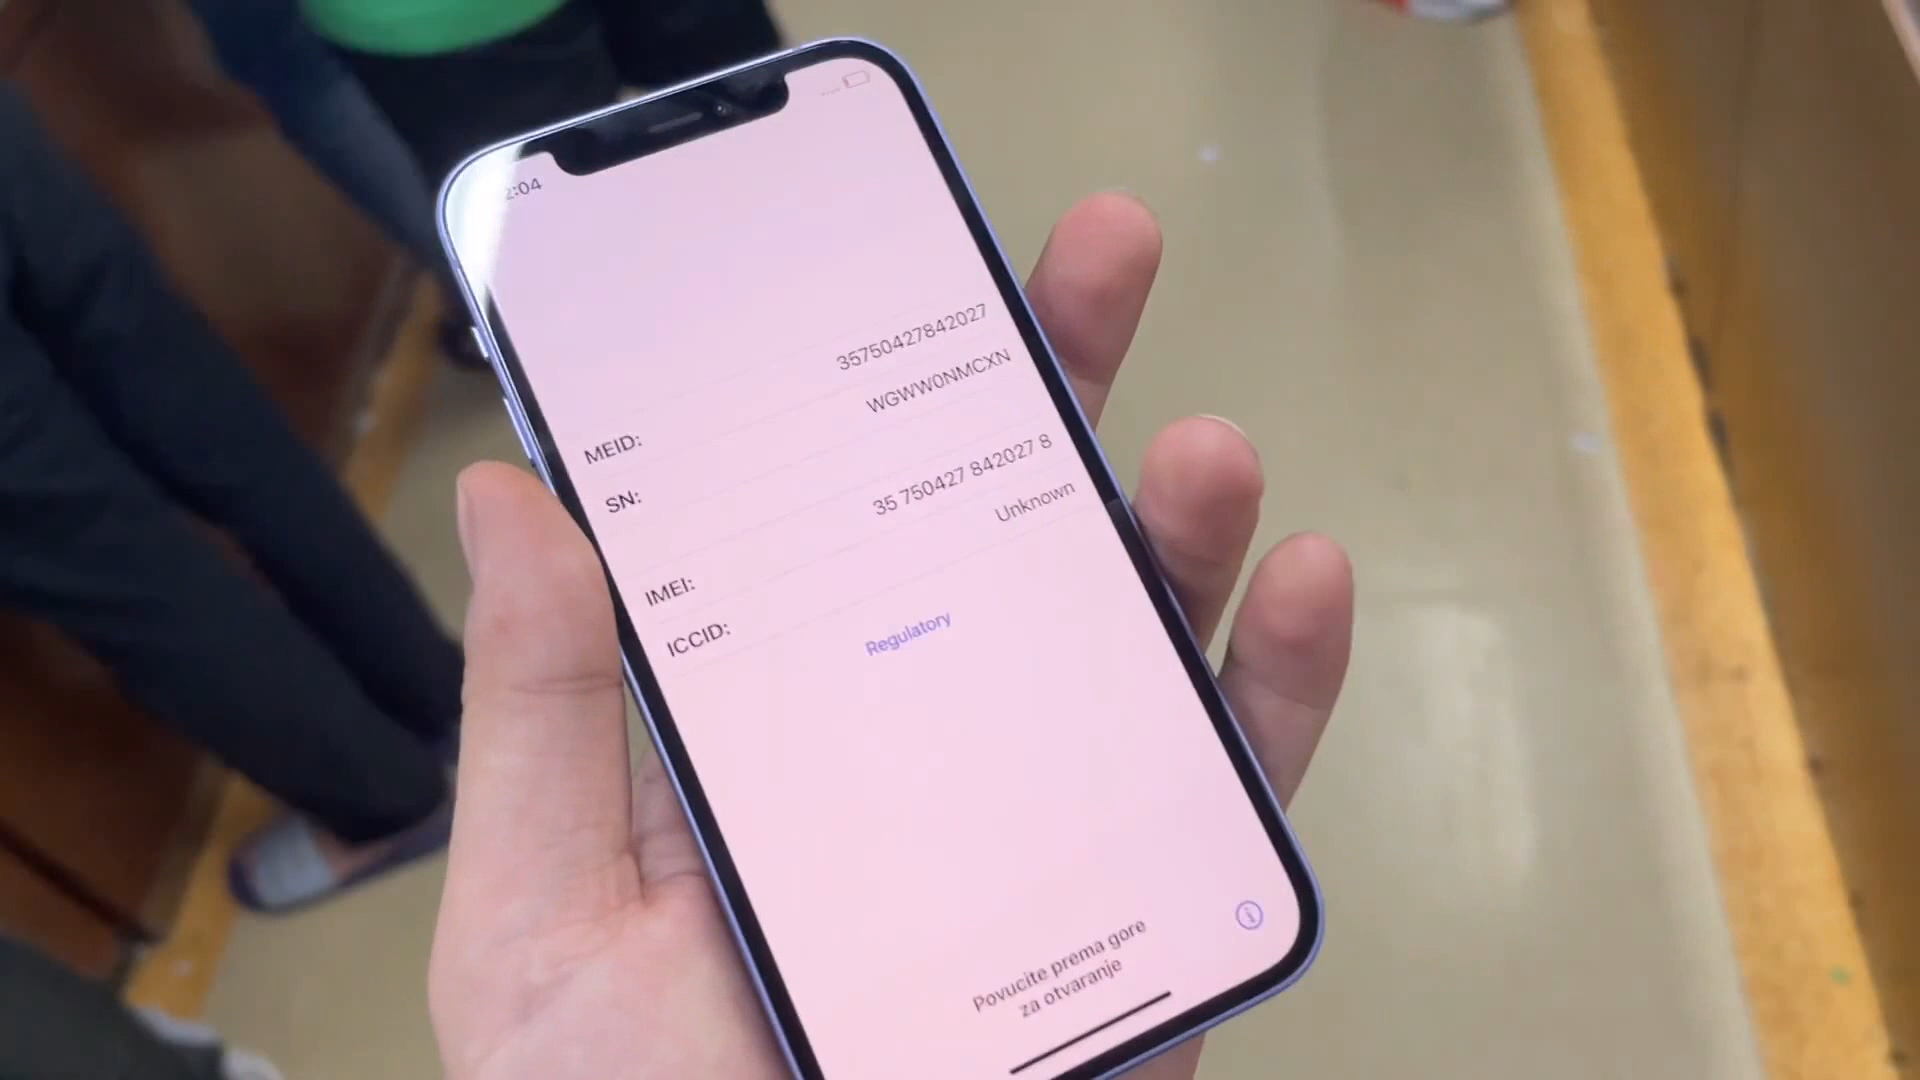 2:04
MEID: 35750427842027
SN: WGWW0NMCXN
IMEI: 35 750427 842027 8
ICCID: Unknown
Regulatory
Povucite prema gore
za otvaranje